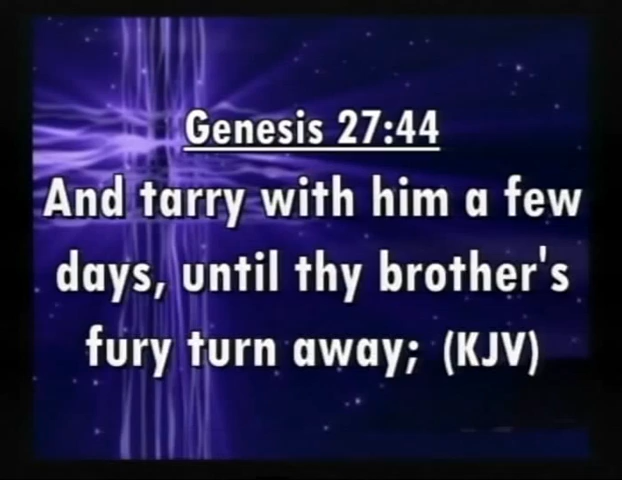 Genesis 27:44
And tarry with him a few
days, until thy brother's
fury turn away; (KJV)